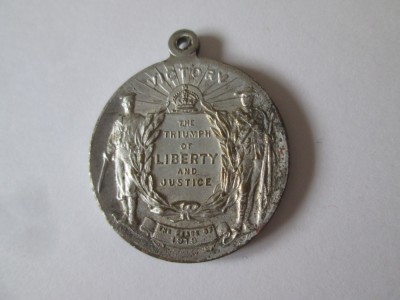 VICTORY
THE
TRIUMPH
OF
LIBERTY
AND
JUSTICE
THE PEACE OF
1919